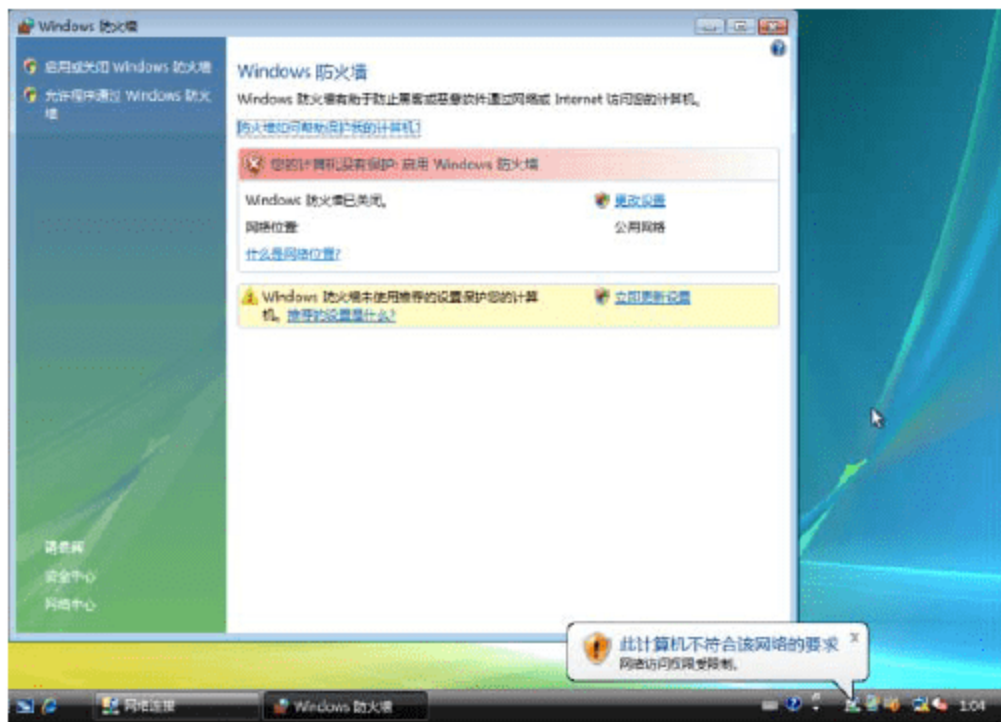 Windows 防火墙
启用或关闭 Windows 防火墙
允许程序通过 Windows 防火
墙
Windows 防火墙
Windows 防火墙有助于防止黑客或恶意软件通过网络或 Internet 访问您的计算机。
防火墙如何帮助保护我的计算机?
您的计算机没有保护: 启用 Windows 防火墙
Windows 防火墙已关闭。
更改设置
网络位置
公用网络
什么是网络位置?
Windows 防火墙未使用推荐的设置保护您的计算
机。 推荐的设置是什么?
立即更新设置
请参阅
安全中心
网络中心
此计算机不符合该网络的要求
网络访问权限受限制。
网络连接
Windows 防火墙
1:04